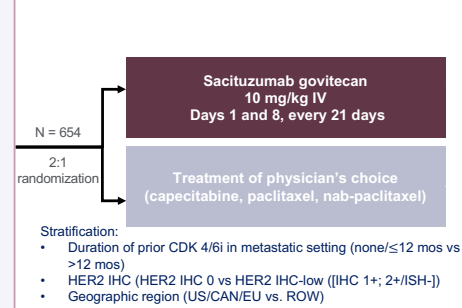 Sacituzumab govitecan
10 mg/kg IV
Days 1 and 8, every 21 days
N = 654
2:1
randomization
Treatment of physician's choice
(capecitabine, paclitaxel, nab-paclitaxel)
Stratification:
• Duration of prior CDK 4/6i in metastatic setting (none/≤12 mos vs
>12 mos)
• HER2 IHC (HER2 IHC 0 vs HER2 IHC-low ([IHC 1+; 2+/ISH-])
• Geographic region (US/CAN/EU vs. ROW)